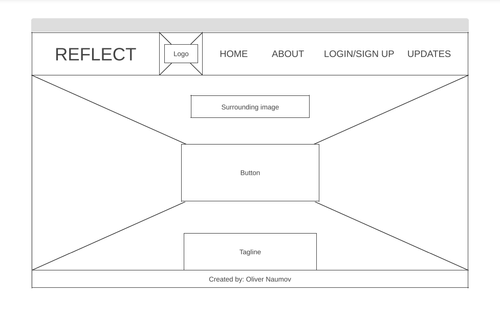 REFLECT Logo HOME ABOUT LOGIN/SIGN UP UPDATES
Surrounding image
Button
Tagline
Created by: Oliver Naumov